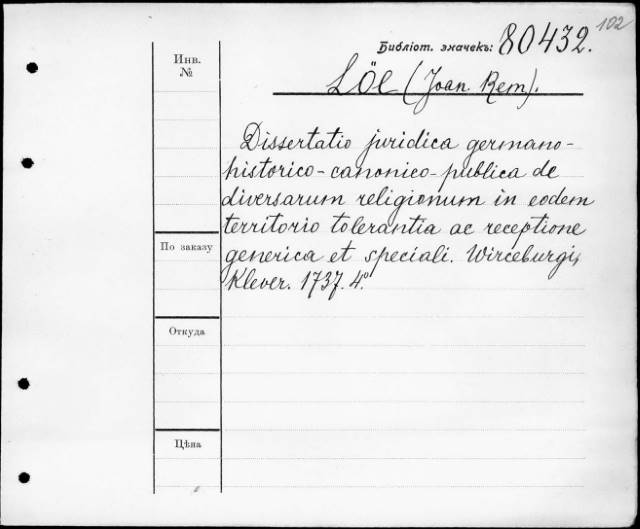 102
Библіот. значекъ: 80432.
Инв.
№
Löe (Joan Rem).
Dissertatio juridica germano-
historico-canonico-publica de
diversarum religionum in eodem
territorio tolerantia ac receptione
По заказу
generica et speciali. Wirceburgi,
Klever. 1737. 4°
Откуда
Цѣна